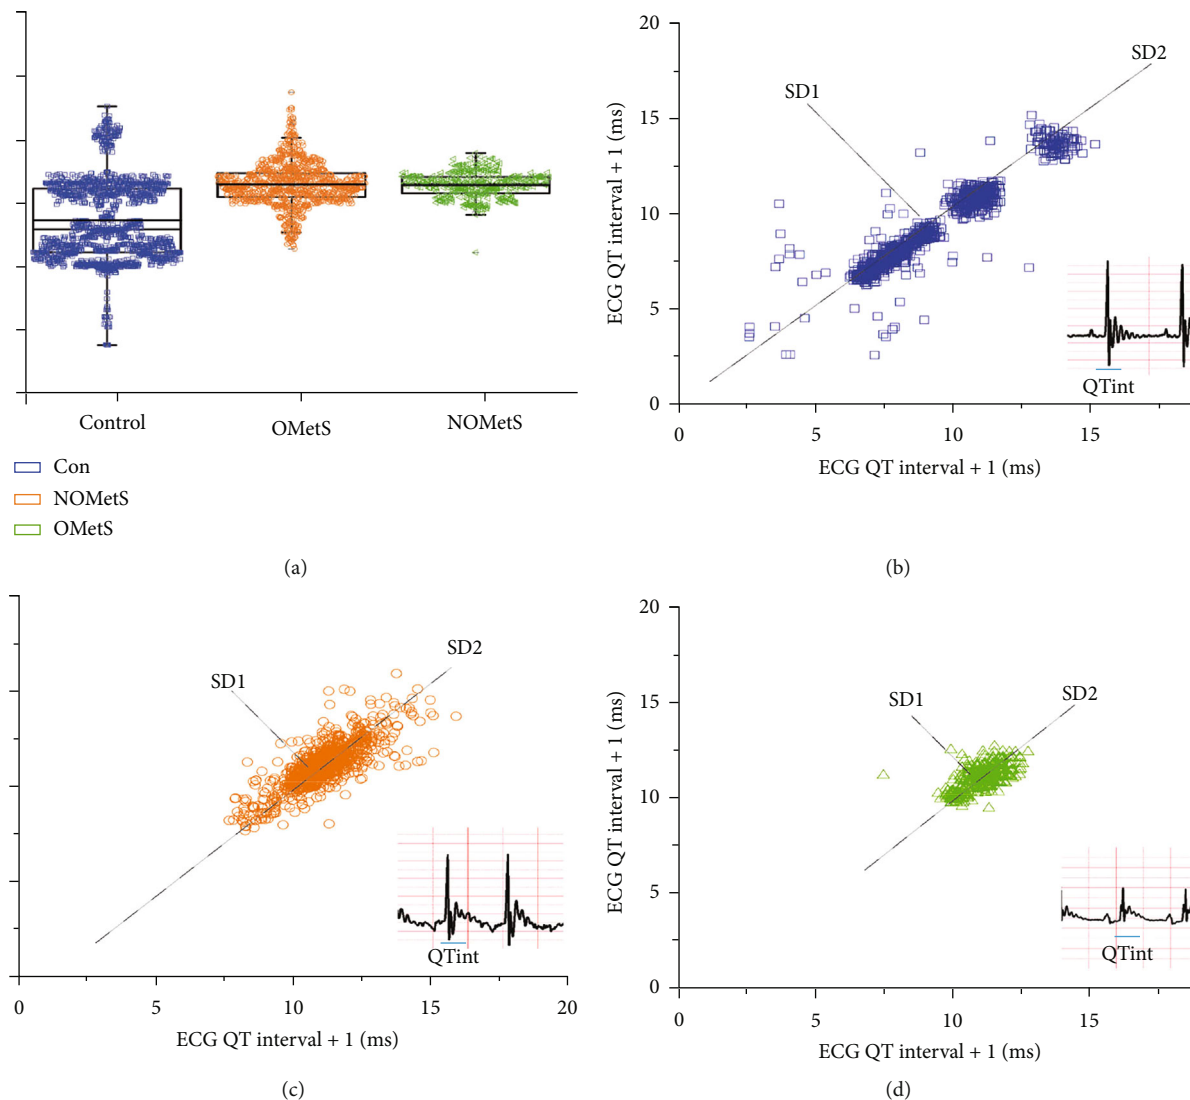 Control
OMetS
NOMetS
Con
NOMetS
OMetS
(a)
20
15
10
5
0
ECG QT interval + 1 (ms)
SD1
SD2
QTint
0
5
10
15
ECG QT interval + 1 (ms)
(b)
SD1
SD2
QTint
0
5
10
15
20
ECG QT interval + 1 (ms)
(c)
20
15
10
5
0
ECG QT interval + 1 (ms)
SD1
SD2
QTint
0
5
10
15
ECG QT interval + 1 (ms)
(d)